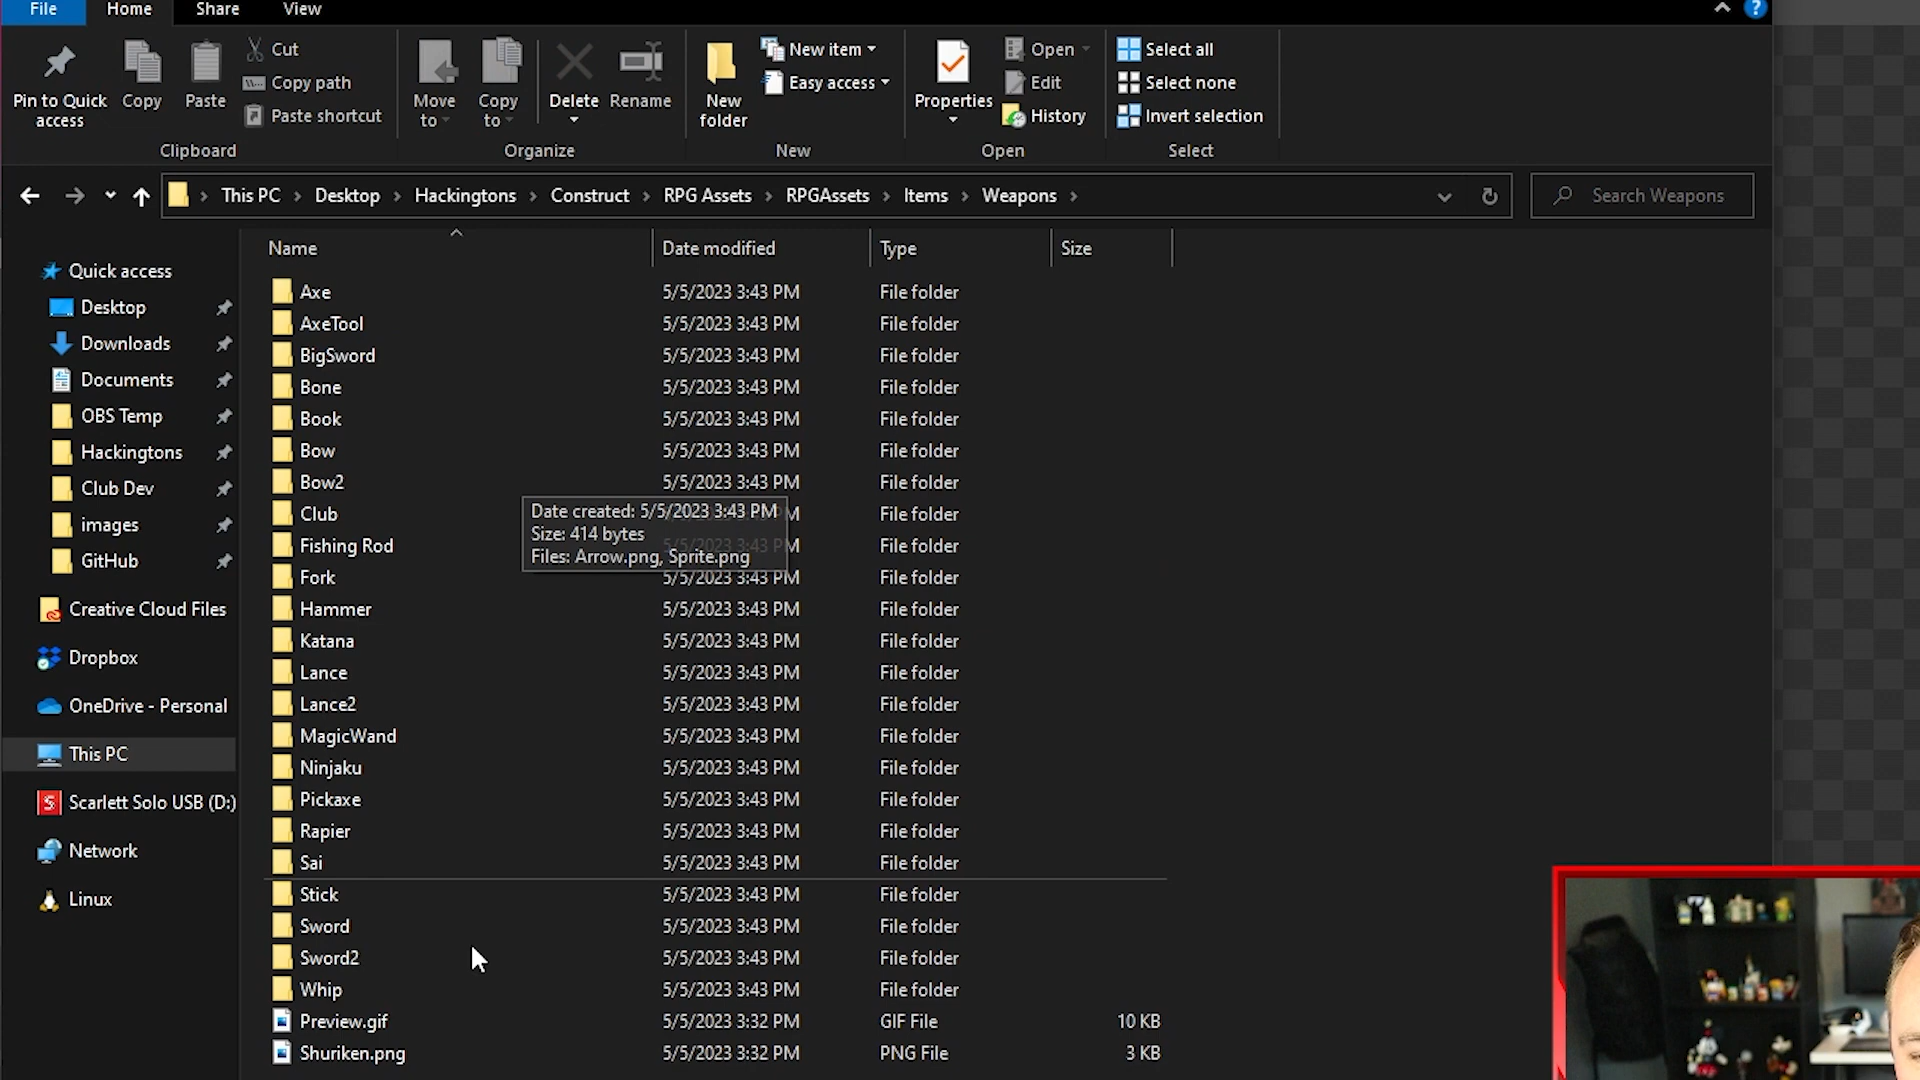 File Home Share View
Pin to Quick access
Copy
Paste
Cut
Copy path
Paste shortcut
Clipboard
Move to
Copy to
Delete
Rename
Organize
New folder
New item
Easy access
New
Properties
Open
Edit
History
Open
Select all
Select none
Invert selection
Select
This PC > Desktop > Hackingtons > Construct > RPG Assets > RPGAssets > Items > Weapons >
Search Weapons
Quick access
Desktop
Downloads
Documents
OBS Temp
Hackingtons
Club Dev
images
GitHub
Creative Cloud Files
Dropbox
OneDrive - Personal
This PC
Scarlett Solo USB (D:)
Network
Linux
Name Date modified Type Size
Axe 5/5/2023 3:43 PM File folder
AxeTool 5/5/2023 3:43 PM File folder
BigSword 5/5/2023 3:43 PM File folder
Bone 5/5/2023 3:43 PM File folder
Book 5/5/2023 3:43 PM File folder
Bow 5/5/2023 3:43 PM File folder
Bow2 5/5/2023 3:43 PM File folder
Club File folder
Fishing Rod 5/5/2023 3:43 PM File folder
Fork 5/5/2023 3:43 PM File folder
Hammer 5/5/2023 3:43 PM File folder
Katana 5/5/2023 3:43 PM File folder
Lance 5/5/2023 3:43 PM File folder
Lance2 5/5/2023 3:43 PM File folder
MagicWand 5/5/2023 3:43 PM File folder
Ninjaku 5/5/2023 3:43 PM File folder
Pickaxe 5/5/2023 3:43 PM File folder
Rapier 5/5/2023 3:43 PM File folder
Sai 5/5/2023 3:43 PM File folder
Stick 5/5/2023 3:43 PM File folder
Sword 5/5/2023 3:43 PM File folder
Sword2 5/5/2023 3:43 PM File folder
Whip 5/5/2023 3:43 PM File folder
Preview.gif 5/5/2023 3:32 PM GIF File 10 KB
Shuriken.png 5/5/2023 3:32 PM PNG File 3 KB
Date created: 5/5/2023 3:43 PM
Size: 414 bytes
Files: Arrow.png, Sprite.png